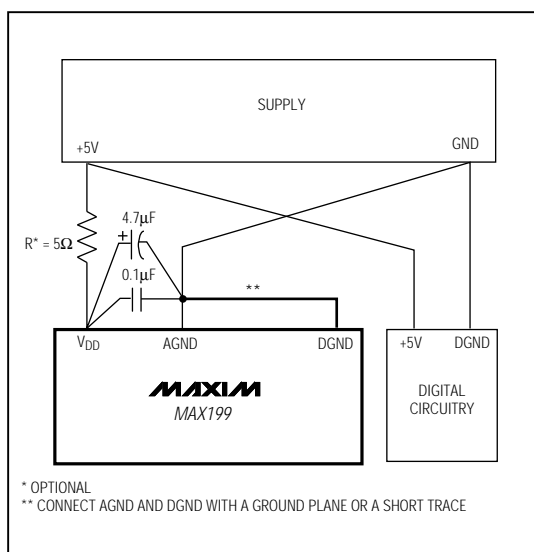 SUPPLY
+5V
GND
4.7µF
+
R* = 5Ω
0.1µF
**
VDD
AGND
DGND
+5V
DGND
MAXIM
MAX199
DIGITAL
CIRCUITRY
* OPTIONAL
** CONNECT AGND AND DGND WITH A GROUND PLANE OR A SHORT TRACE